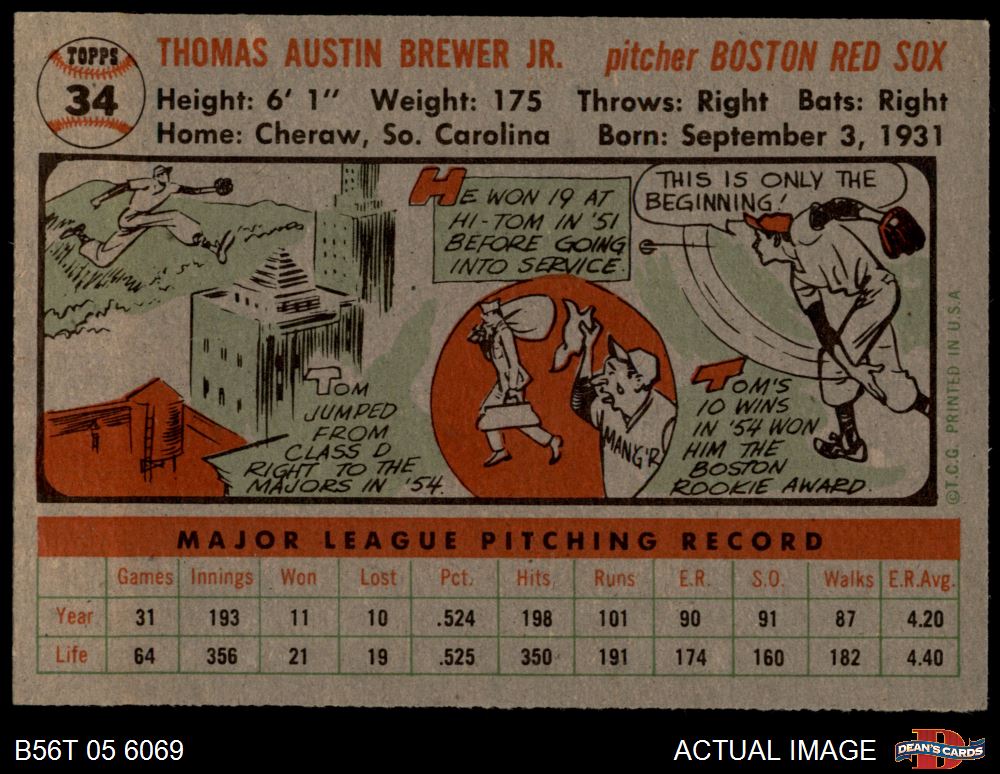 TOPPS
34
THOMAS AUSTIN BREWER JR. pitcher BOSTON RED SOX
Height: 6' 1" Weight: 175 Throws: Right Bats: Right
Home: Cheraw, So. Carolina Born: September 3, 1931
TOM
JUMPED
FROM
CLASS D
RIGHT TO THE
MAJORS IN '54.
HE WON 19 AT
HI-TOM IN '51
BEFORE GOING
INTO SERVICE.
MANG'R
THIS IS ONLY THE
BEGINNING!
TOM'S
10 WINS
IN '54 WON
HIM THE
BOSTON
ROOKIE AWARD.
©T.C.G. PRINTED IN U.S.A
MAJOR LEAGUE PITCHING RECORD
Games Innings Won Lost Pct. Hits Runs E.R. S.O. Walks E.R.Avg.
Year 31 193 11 10 .524 198 101 90 91 87 4.20
Life 64 356 21 19 .525 350 191 174 160 182 4.40
B56T 05 6069
ACTUAL IMAGE
D
DEAN'S CARDS